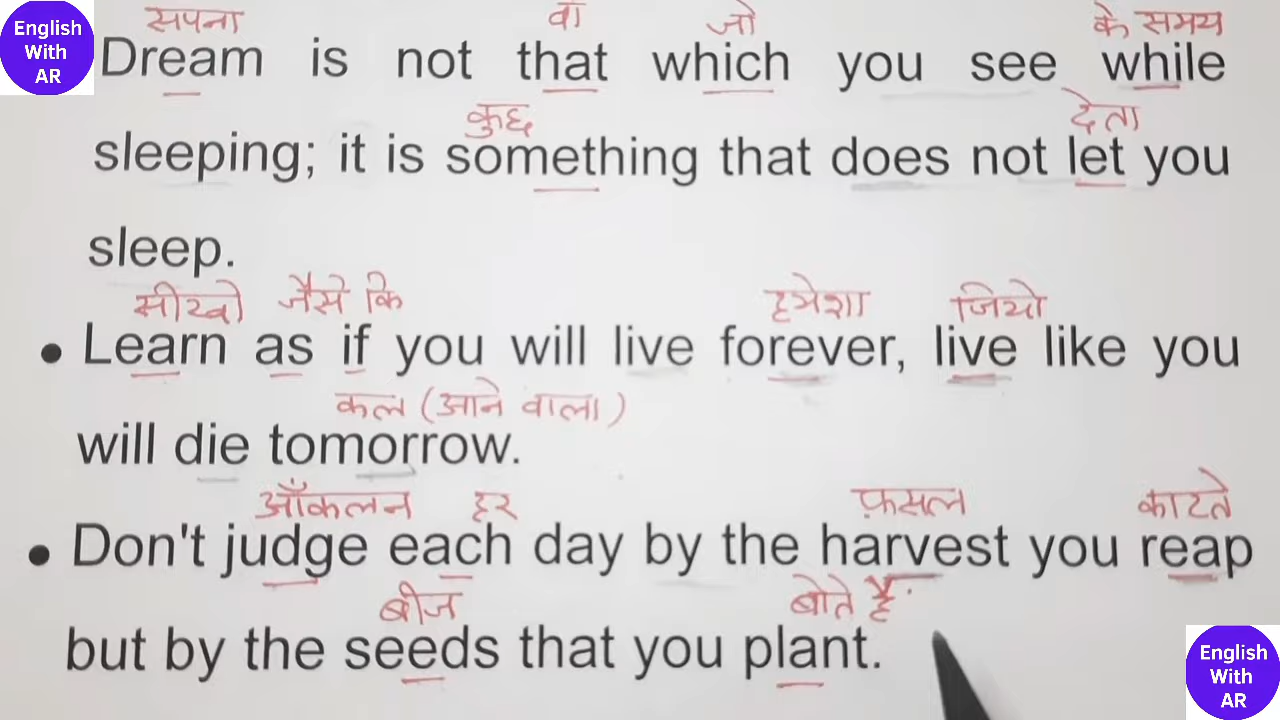 English
With
AR
सपना वो जो के समय
Dream is not that which you see while
कुछ देता
sleeping; it is something that does not let you
sleep.
सीखो जैसे कि हमेशा जियो
• Learn as if you will live forever, live like you
कल (आने वाला)
will die tomorrow.
आँकलन हर फ़सल काटते
• Don't judge each day by the harvest you reap
बीज बोते हैं
but by the seeds that you plant.
English
With
AR